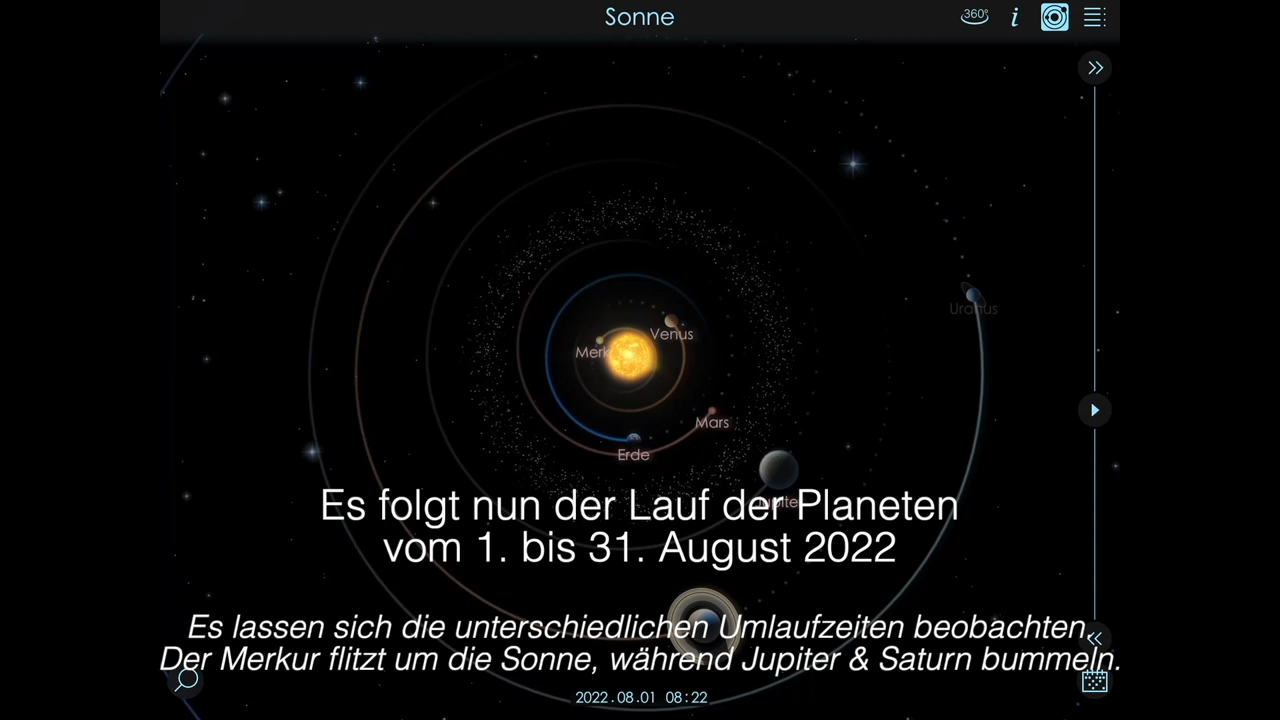 Sonne
360°
i
Uranus
Venus
Merk
Mars
Erde
Jupite
Es folgt nun der Lauf der Planeten
vom 1. bis 31. August 2022
Es lassen sich die unterschiedlichen Umlaufzeiten beobachten.
Der Merkur flitzt um die Sonne, während Jupiter & Saturn bummeln.
2022.08.01 08:22